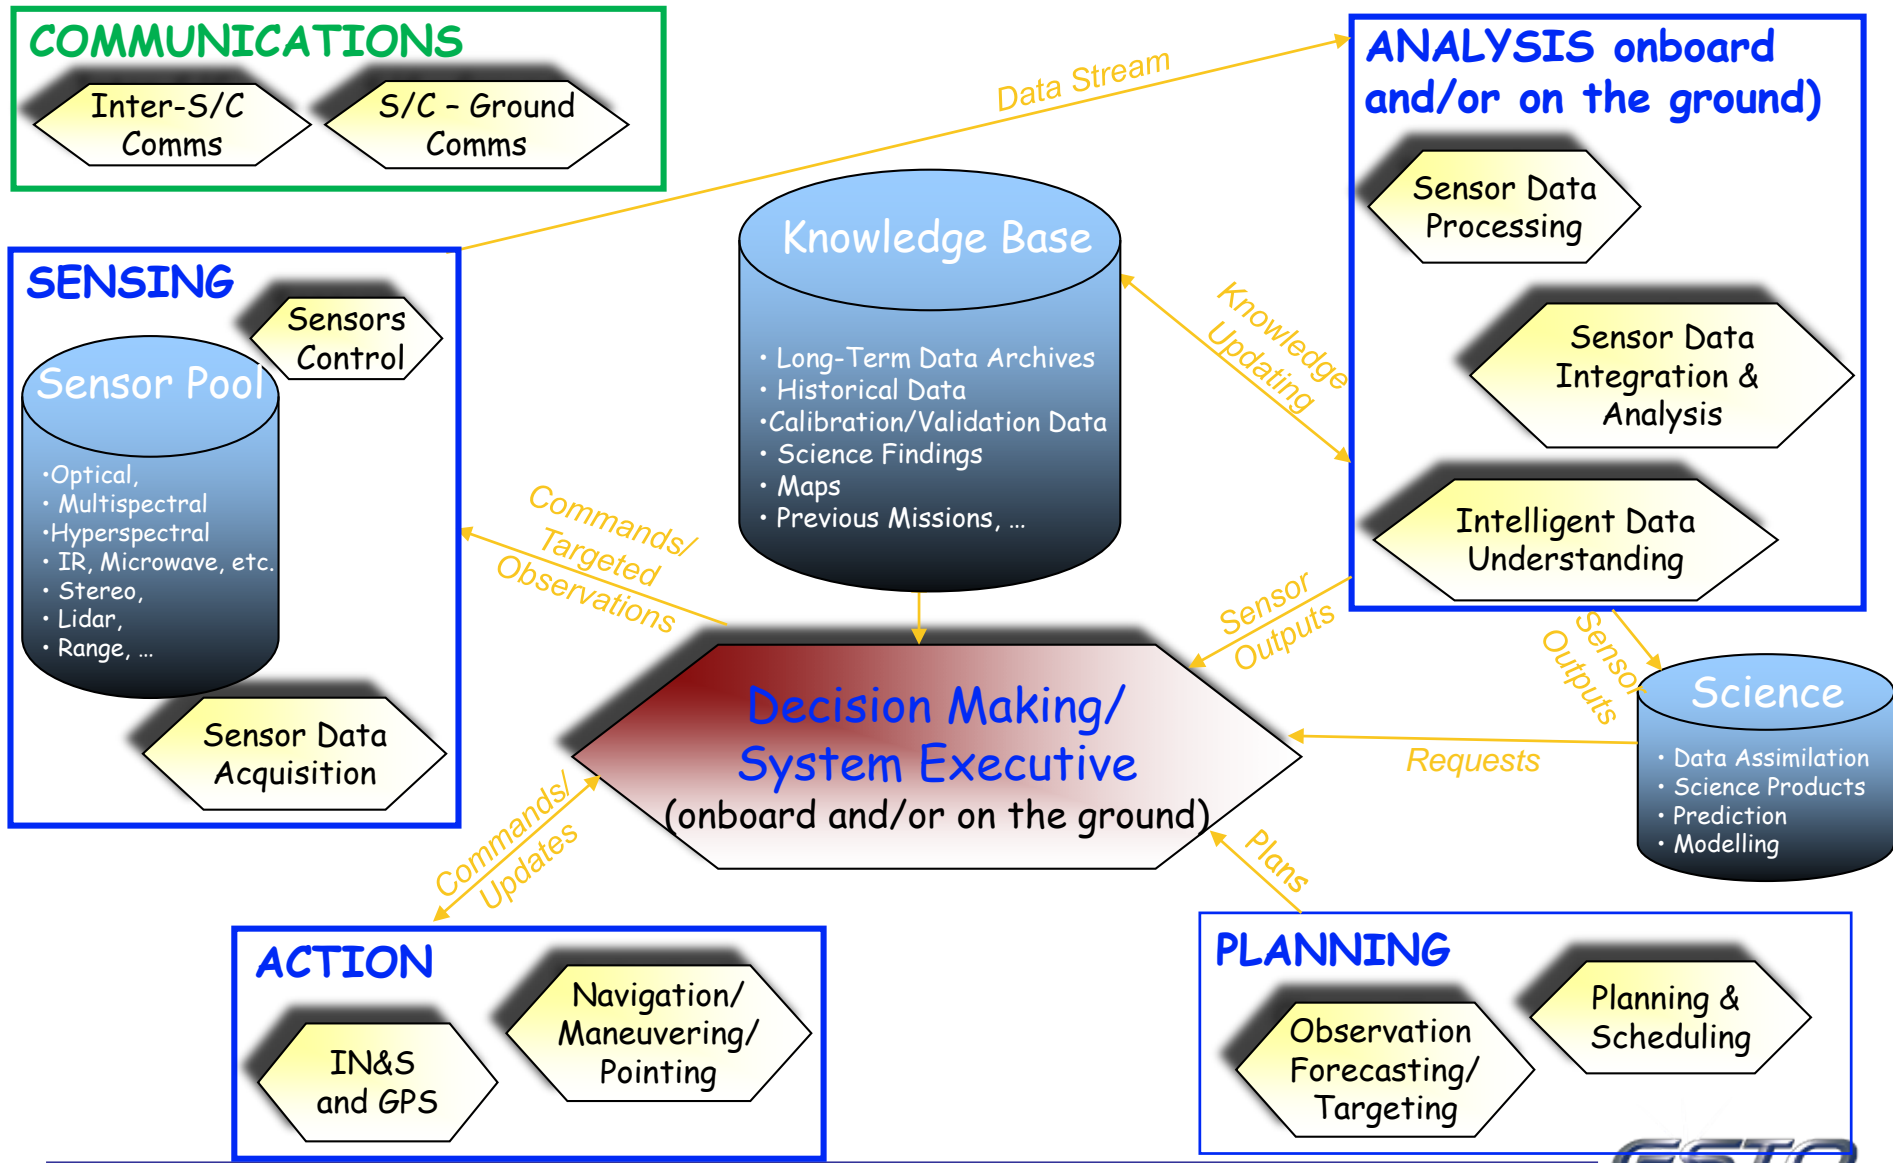 COMMUNICATIONS
Inter-S/C
Comms
S/C – Ground
Comms
Data Stream
ANALYSIS onboard
and/or on the ground)
Sensor Data
Processing
Sensor Data
Integration &
Analysis
Intelligent Data
Understanding
Knowledge Base
• Long-Term Data Archives
• Historical Data
•Calibration/Validation Data
• Science Findings
• Maps
• Previous Missions, …
Knowledge
Updating
SENSING
Sensors
Control
Sensor Pool
•Optical,
• Multispectral
•Hyperspectral
• IR, Microwave, etc.
• Stereo,
• Lidar,
• Range, …
Sensor Data
Acquisition
Commands/
Targeted
Observations
Sensor
Outputs
Sensor
Outputs
Decision Making/
System Executive
(onboard and/or on the ground)
Science
• Data Assimilation
• Science Products
• Prediction
• Modelling
Requests
Commands/
Updates
Plans
ACTION
IN&S
and GPS
Navigation/
Maneuvering/
Pointing
PLANNING
Observation
Forecasting/
Targeting
Planning &
Scheduling
ESTO